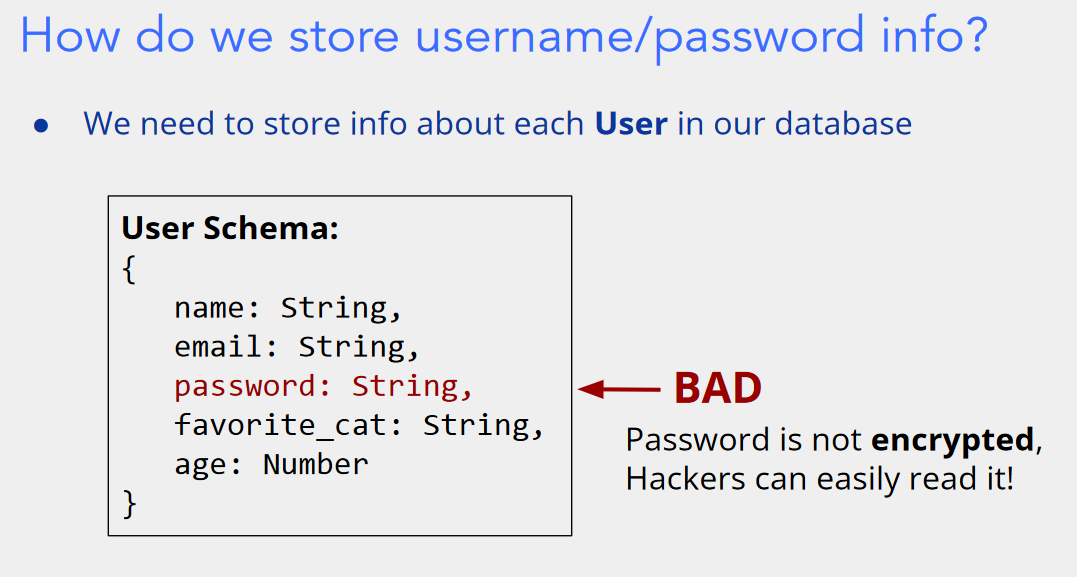 How do we store username/password info?
● We need to store info about each User in our database
User Schema:
{
name: String,
email: String,
password: String,
favorite_cat: String,
age: Number
}
BAD
Password is not encrypted,
Hackers can easily read it!